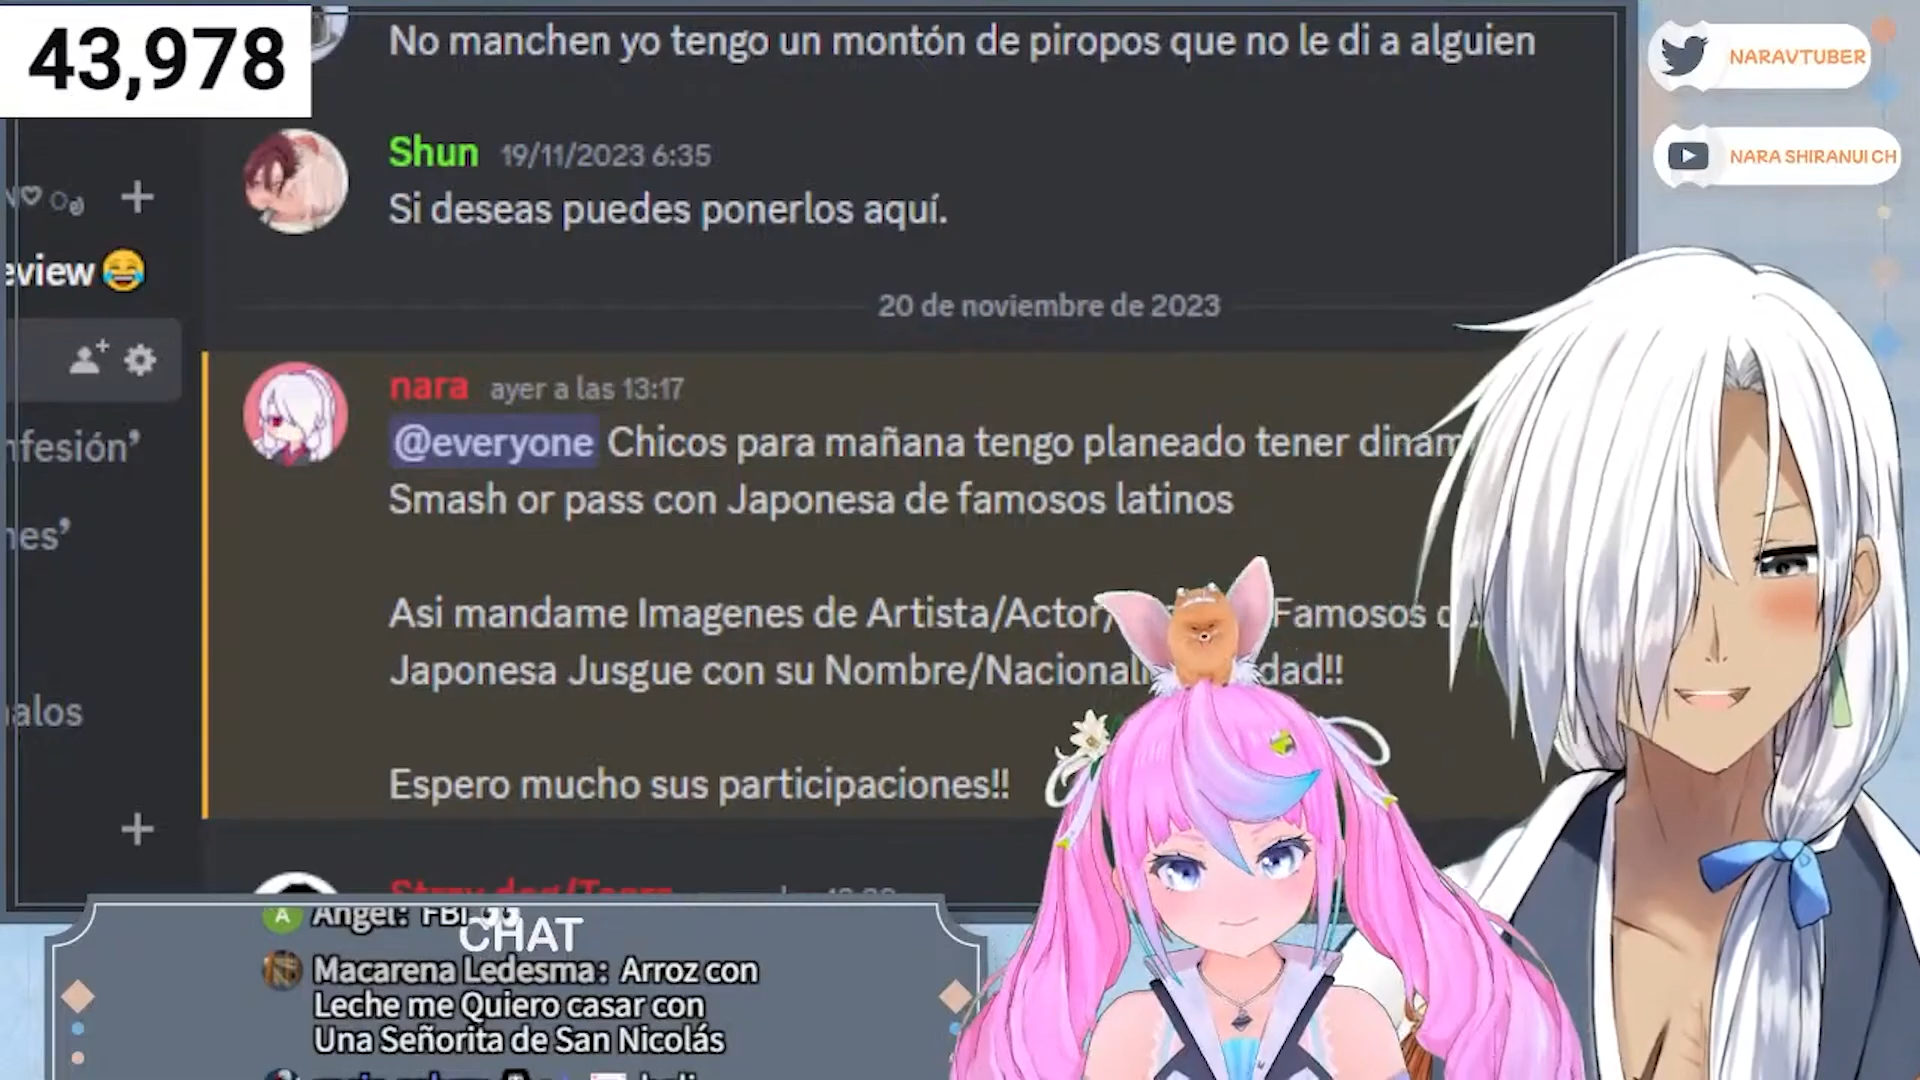 43,978
No manchen yo tengo un montón de piropos que no le di a alguien
NARAVTUBER
Shun 19/11/2023 6:35
Si deseas puedes ponerlos aquí.
NARA SHIRANUI CH
eview 😂
20 de noviembre de 2023
nara ayer a las 13:17
@everyone Chicos para mañana tengo planeado tener dinam
Smash or pass con Japonesa de famosos latinos
nfesión’
nes’
Asi mandame Imagenes de Artista/Actor/ Famosos
Japonesa Jusgue con su Nombre/Nacionali dad!!
alos
Espero mucho sus participaciones!!
A Angel: FBI 👀
CHAT
Macarena Ledesma: Arroz con
Leche me Quiero casar con
Una Señorita de San Nicolás